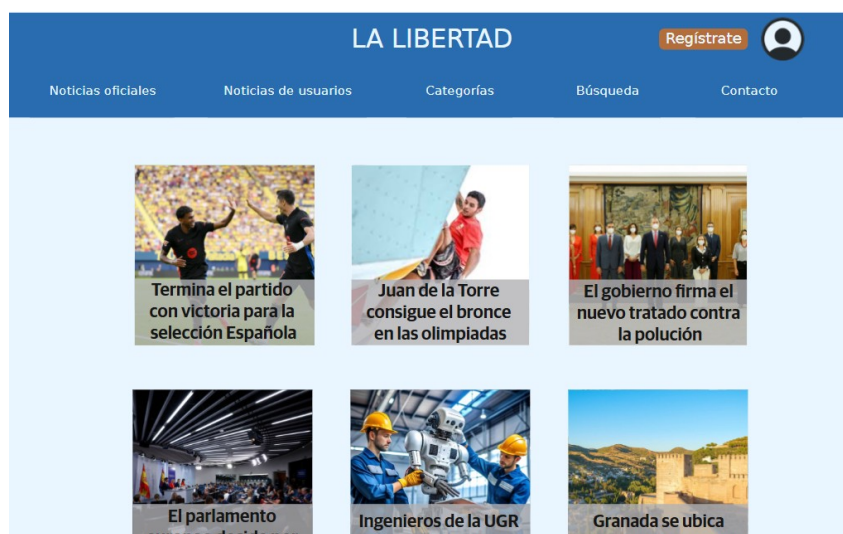 LA LIBERTAD
Regístrate
Noticias oficiales
Noticias de usuarios
Categorías
Búsqueda
Contacto
Termina el partido
con victoria para la
selección Española
Juan de la Torre
consigue el bronce
en las olimpiadas
El gobierno firma el
nuevo tratado contra
la polución
El parlamento
Ingenieros de la UGR
Granada se ubica